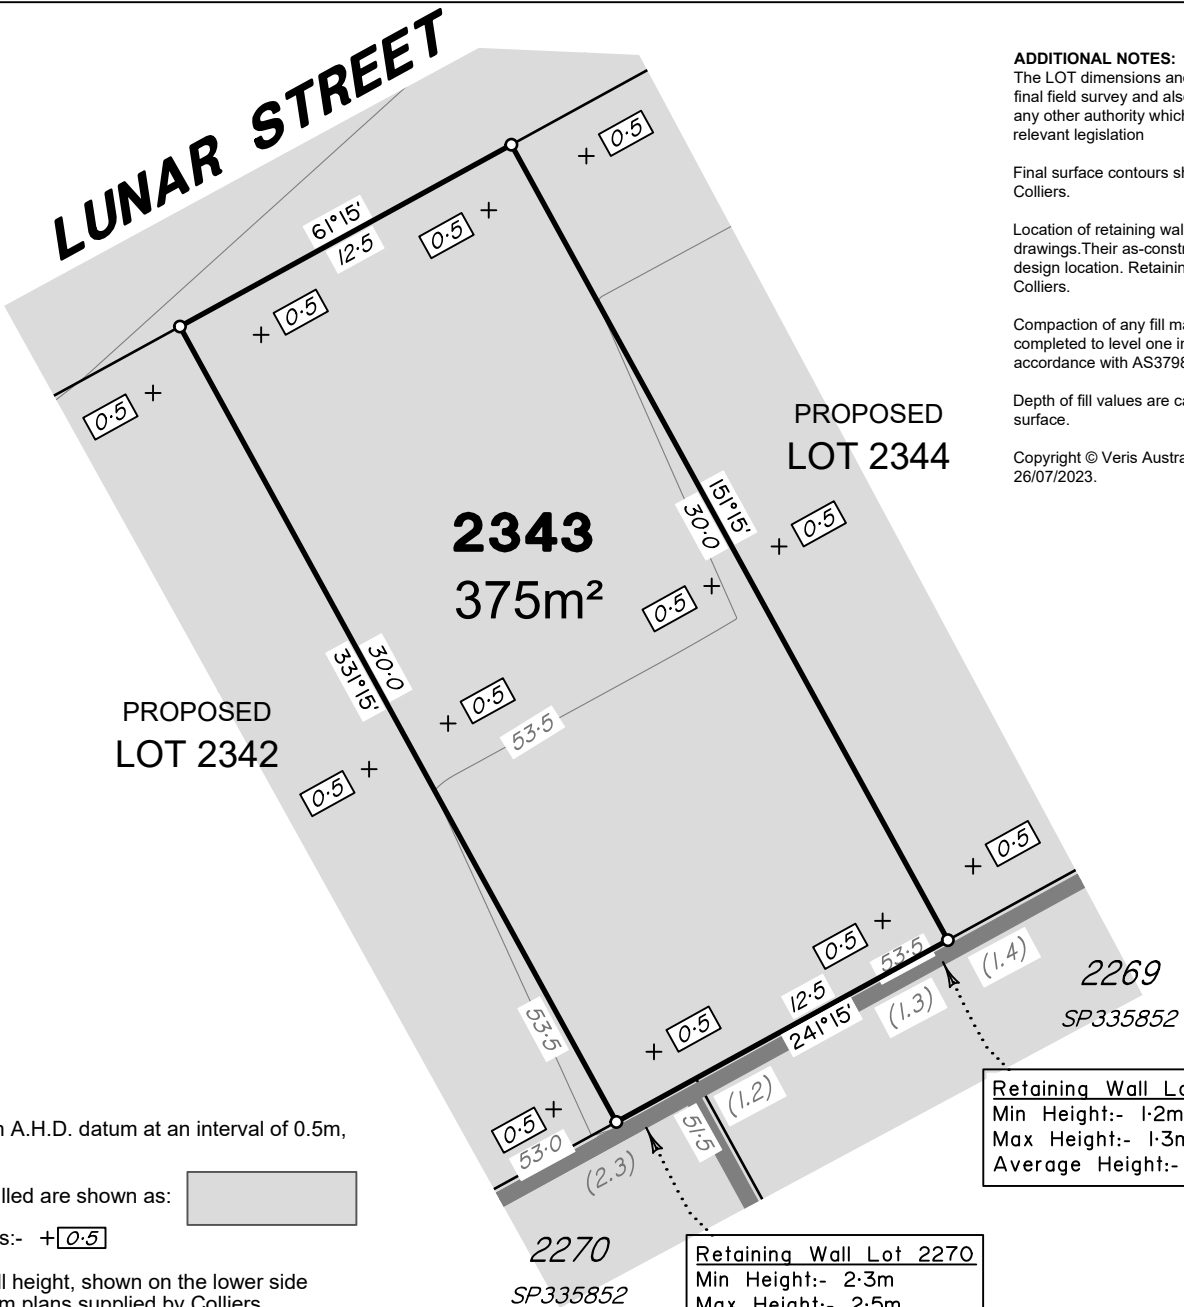 LUNAR STREET
ADDITIONAL NOTES:
The LOT dimensions and
final field survey and also
any other authority which
relevant legislation
Final surface contours sh
Colliers.
Location of retaining wal
drawings.Their as-constr
design location. Retainin
Colliers.
Compaction of any fill ma
completed to level one in
accordance with AS3798
Depth of fill values are ca
surface.
Copyright © Veris Austra
26/07/2023.
0·5
61°15'
12·5
0·5
0·5
0·5
PROPOSED
LOT 2344
151°15'
30·0
0·5
2343
375m²
0·5
30·0
331°15'
0·5
53·5
PROPOSED
LOT 2342
0·5
0·5
0·5
53·5
12·5
241°15'
(1.4)
(1.3)
2269
SP335852
53·5
0·5
0·5
53·0
(1.2)
51·5
(2.3)
Retaining Wall Lo
Min Height:- 1·2m
Max Height:- 1·3m
Average Height:-
n A.H.D. datum at an interval of 0.5m,
lled are shown as:
s:- +0·5
ll height, shown on the lower side
m plans supplied by Colliers
2270
SP335852
Retaining Wall Lot 2270
Min Height:- 2·3m
Max Height:- 2·5m